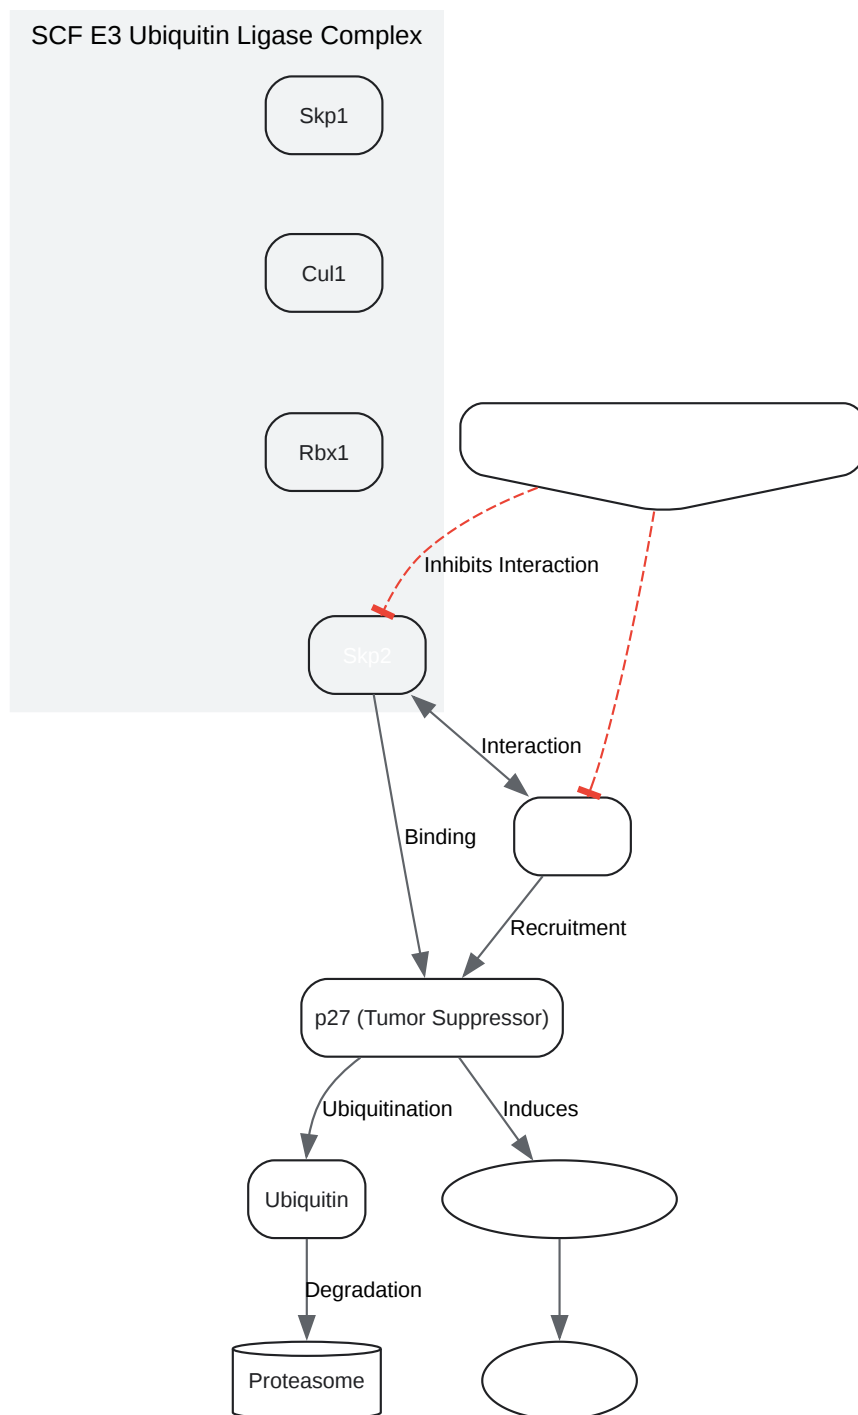 SCF E3 Ubiquitin Ligase Complex
Skp1
Cul1
Rbx1
Inhibits Interaction
Skp2
Interaction
Binding
Recruitment
p27 (Tumor Suppressor)
Ubiquitination
Induces
Ubiquitin
Degradation
Proteasome